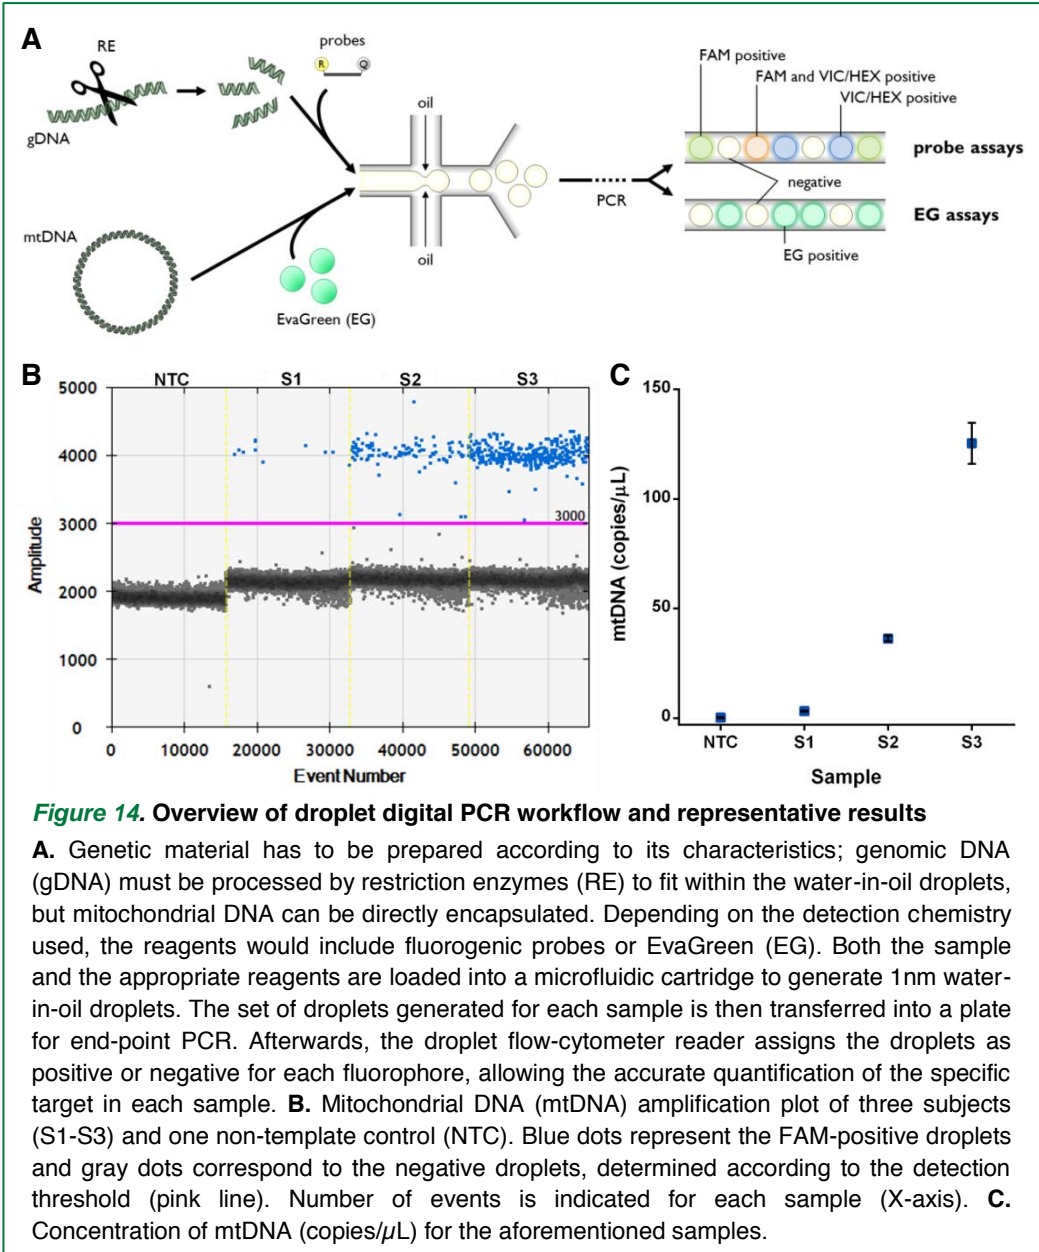 A
RE
probes
R
Q
gDNA
oil
mtDNA
oil
EvaGreen (EG)
PCR
FAM positive
FAM and VIC/HEX positive
VIC/HEX positive
probe assays
negative
EG assays
EG positive
B
NTC
S1
S2
S3
5000
4000
3000
2000
1000
0
Amplitude
3000
0
10000
20000
30000
40000
50000
60000
Event Number
C
150
100
50
0
mtDNA (copies/µL)
NTC
S1
S2
S3
Sample
Figure 14. Overview of droplet digital PCR workflow and representative results
A. Genetic material has to be prepared according to its characteristics; genomic DNA
(gDNA) must be processed by restriction enzymes (RE) to fit within the water-in-oil droplets,
but mitochondrial DNA can be directly encapsulated. Depending on the detection chemistry
used, the reagents would include fluorogenic probes or EvaGreen (EG). Both the sample
and the appropriate reagents are loaded into a microfluidic cartridge to generate 1nm water-
in-oil droplets. The set of droplets generated for each sample is then transferred into a plate
for end-point PCR. Afterwards, the droplet flow-cytometer reader assigns the droplets as
positive or negative for each fluorophore, allowing the accurate quantification of the specific
target in each sample. B. Mitochondrial DNA (mtDNA) amplification plot of three subjects
(S1-S3) and one non-template control (NTC). Blue dots represent the FAM-positive droplets
and gray dots correspond to the negative droplets, determined according to the detection
threshold (pink line). Number of events is indicated for each sample (X-axis). C.
Concentration of mtDNA (copies/µL) for the aforementioned samples.